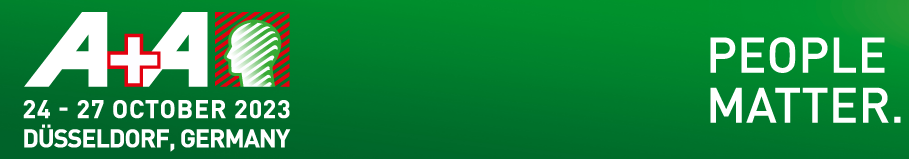 A+A
24 - 27 OCTOBER 2023
DÜSSELDORF, GERMANY
PEOPLE
MATTER.